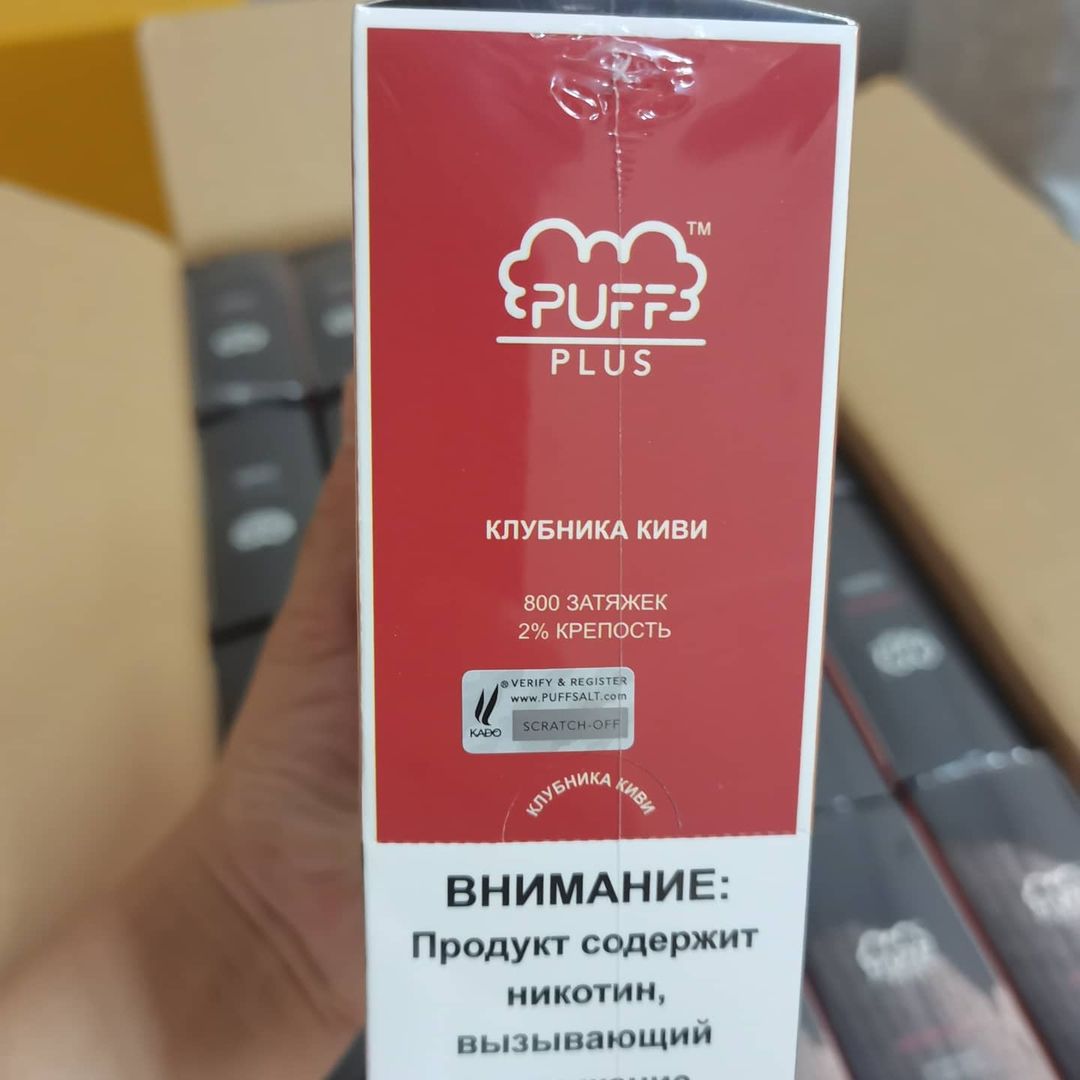 PUFF™
PLUS
КЛУБНИКА КИВИ
800 ЗАТЯЖЕК
2% КРЕПОСТЬ
® VERIFY & REGISTER
www.PUFFSALT.com
KADO
SCRATCH-OFF
КЛУБНИКА КИВИ
ВНИМАНИЕ:
Продукт содержит
никотин,
вызывающий